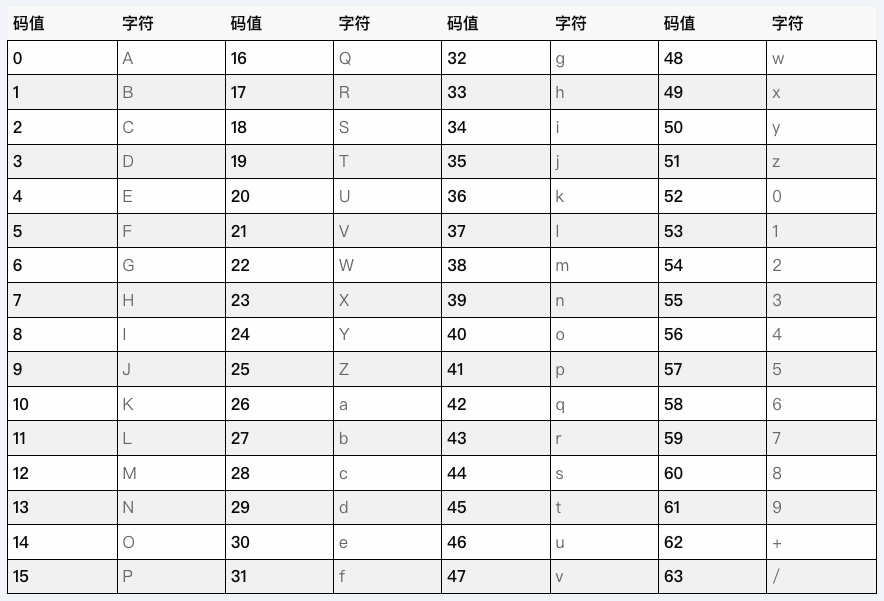 码值 字符 码值 字符 码值 字符 码值 字符
0 A 16 Q 32 g 48 w
1 B 17 R 33 h 49 x
2 C 18 S 34 i 50 y
3 D 19 T 35 j 51 z
4 E 20 U 36 k 52 0
5 F 21 V 37 l 53 1
6 G 22 W 38 m 54 2
7 H 23 X 39 n 55 3
8 I 24 Y 40 o 56 4
9 J 25 Z 41 p 57 5
10 K 26 a 42 q 58 6
11 L 27 b 43 r 59 7
12 M 28 c 44 s 60 8
13 N 29 d 45 t 61 9
14 O 30 e 46 u 62 +
15 P 31 f 47 v 63 /